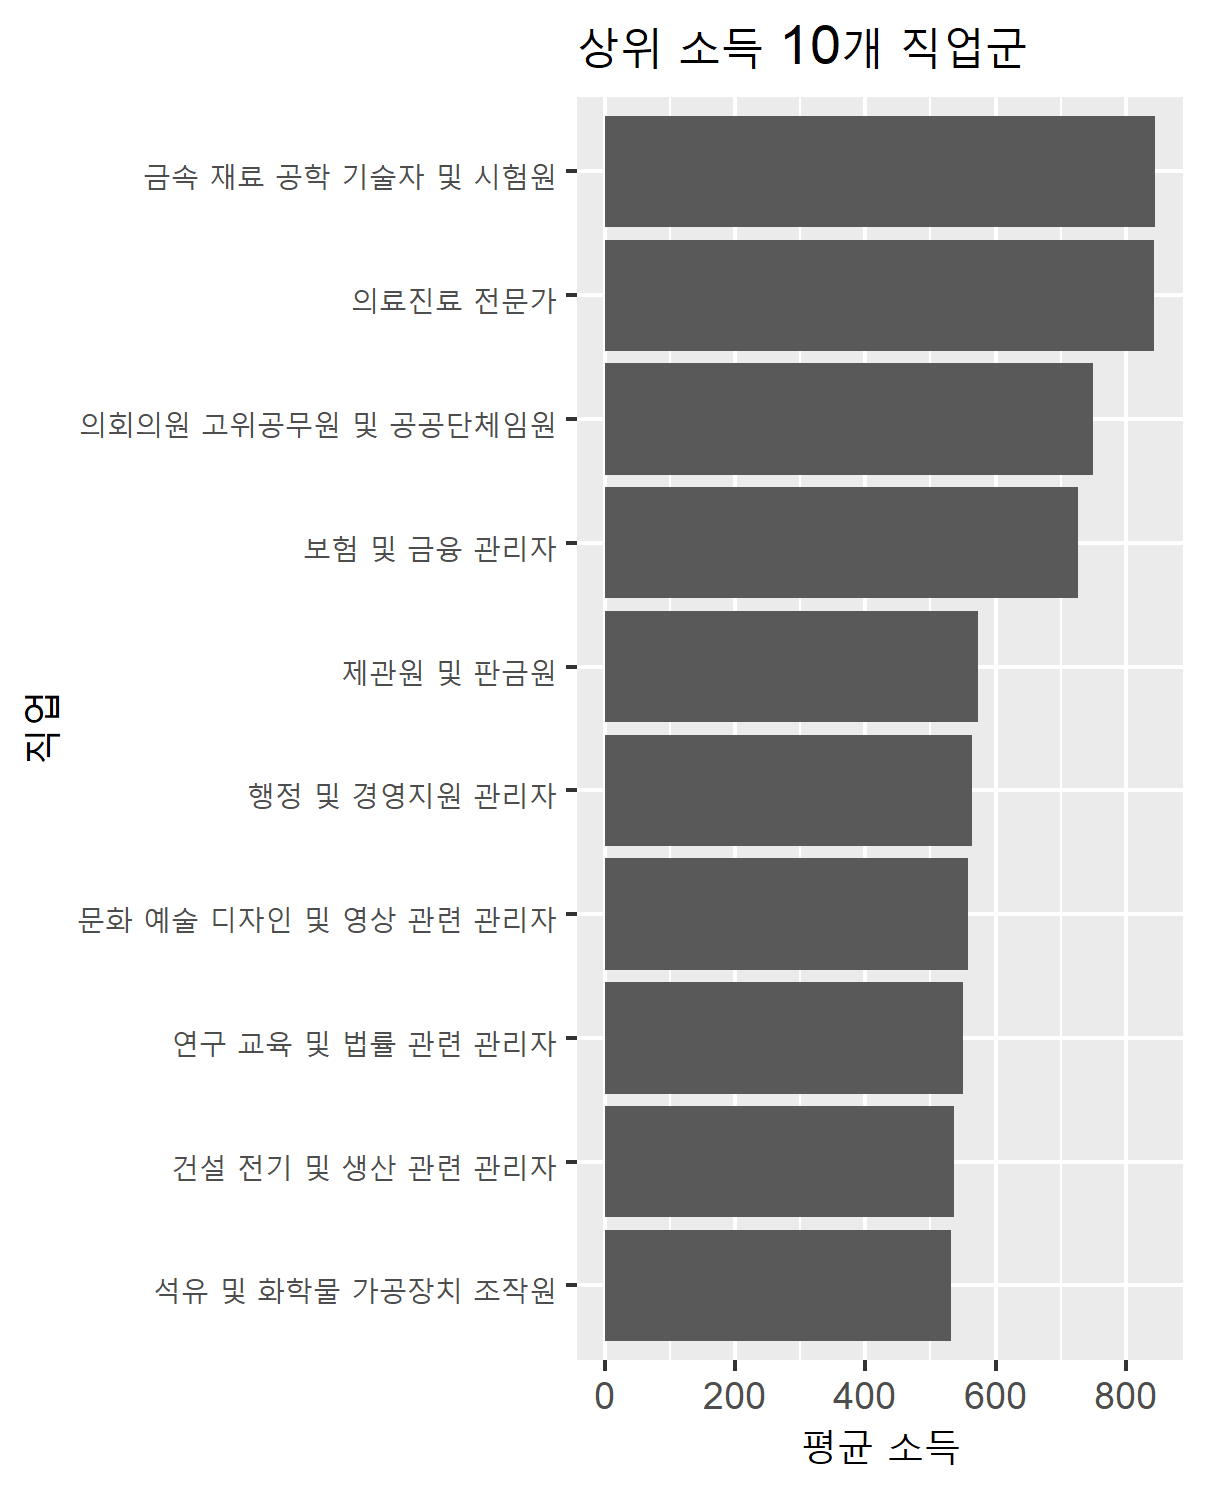 상위 소득 10개 직업군
금속 재료 공학 기술자 및 시험원
의료진료 전문가
의회의원 고위공무원 및 공공단체임원
보험 및 금융 관리자
제관원 및 판금원
행정 및 경영지원 관리자
문화 예술 디자인 및 영상 관련 관리자
연구 교육 및 법률 관련 관리자
건설 전기 및 생산 관련 관리자
석유 및 화학물 가공장치 조작원
직업
0 200 400 600 800
평균 소득